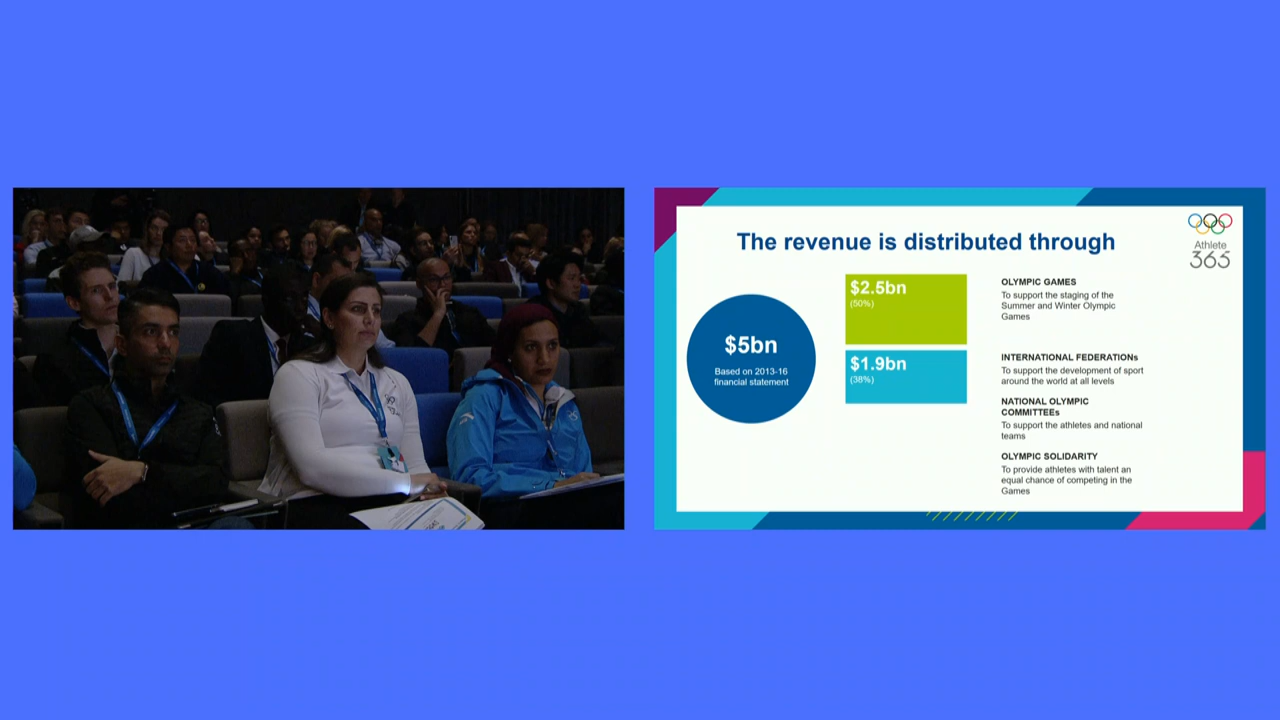 The revenue is distributed through
Athlete
365
$5bn
Based on 2013-16
financial statement
$2.5bn
(50%)
$1.9bn
(38%)
OLYMPIC GAMES
To support the staging of the
Summer and Winter Olympic
Games
INTERNATIONAL FEDERATIONs
To support the development of sport
around the world at all levels
NATIONAL OLYMPIC
COMMITTEEs
To support the athletes and national
teams
OLYMPIC SOLIDARITY
To provide athletes with talent an
equal chance of competing in the
Games